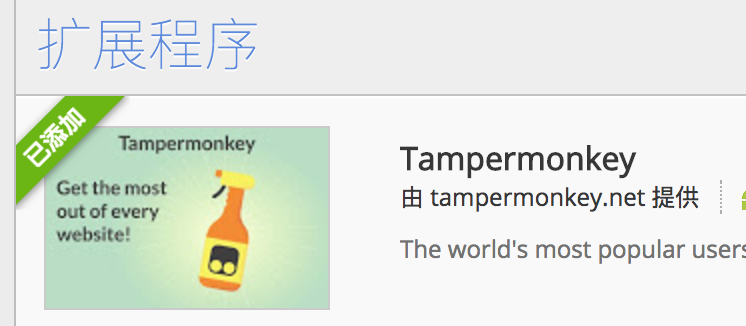 扩展程序
已添加
Tampermonkey
Get the most
out of every
website!
Tampermonkey
由 tampermonkey.net 提供
The world's most popular users